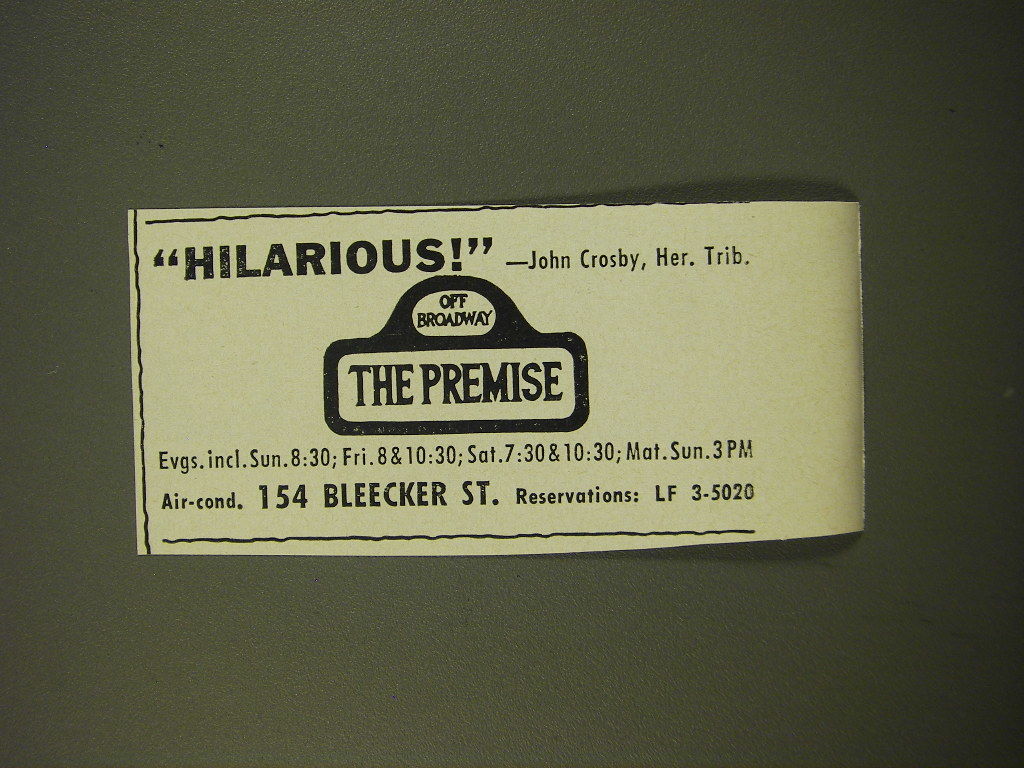 “HILARIOUS!” —John Crosby, Her. Trib.
OFF
BROADWAY
THE PREMISE
Evgs. incl. Sun. 8:30; Fri. 8 & 10:30; Sat. 7:30 & 10:30; Mat. Sun. 3 PM
Air-cond. 154 BLEECKER ST. Reservations: LF 3-5020